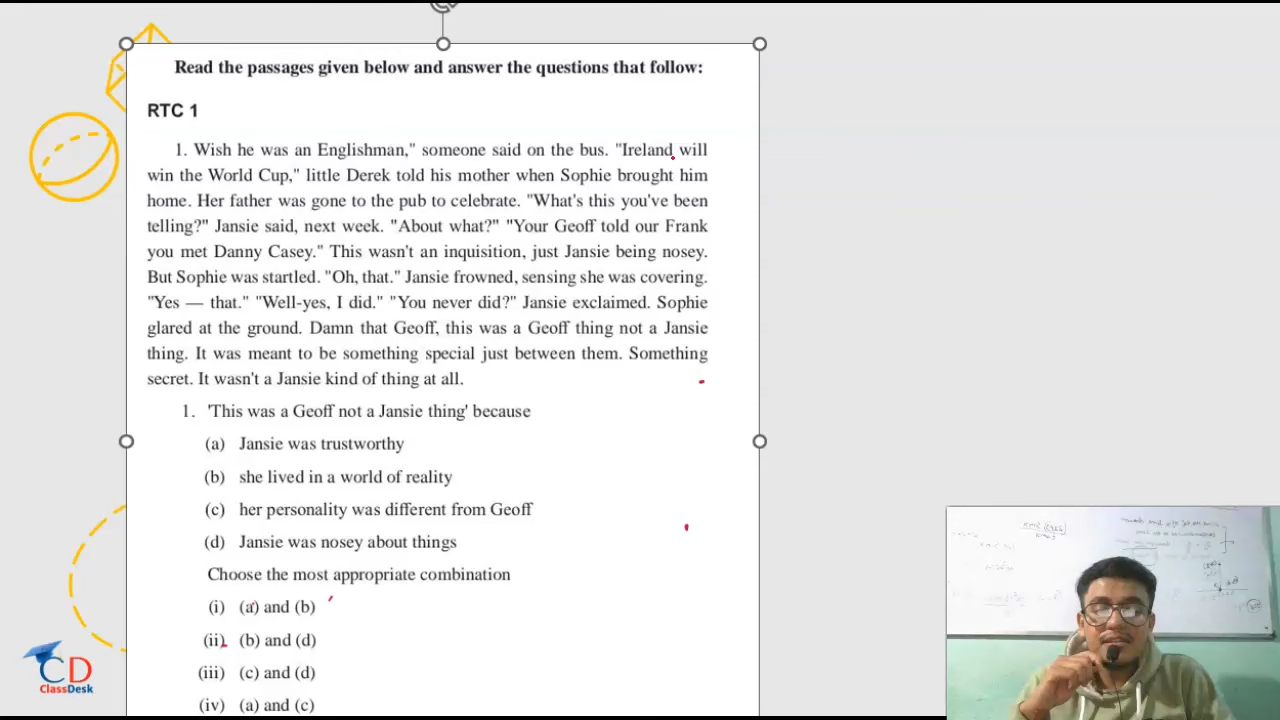 Read the passages given below and answer the questions that follow:
RTC 1
1. Wish he was an Englishman," someone said on the bus. "Ireland will
win the World Cup," little Derek told his mother when Sophie brought him
home. Her father was gone to the pub to celebrate. "What's this you've been
telling?" Jansie said, next week. "About what?" "Your Geoff told our Frank
you met Danny Casey." This wasn't an inquisition, just Jansie being nosey.
But Sophie was startled. "Oh, that." Jansie frowned, sensing she was covering.
"Yes — that." "Well-yes, I did." "You never did?" Jansie exclaimed. Sophie
glared at the ground. Damn that Geoff, this was a Geoff thing not a Jansie
thing. It was meant to be something special just between them. Something
secret. It wasn't a Jansie kind of thing at all.
1. 'This was a Geoff not a Jansie thing' because
(a) Jansie was trustworthy
(b) she lived in a world of reality
(c) her personality was different from Geoff
(d) Jansie was nosey about things
Choose the most appropriate combination
(i) (a) and (b)
(ii) (b) and (d)
(iii) (c) and (d)
(iv) (a) and (c)
CD
ClassDesk